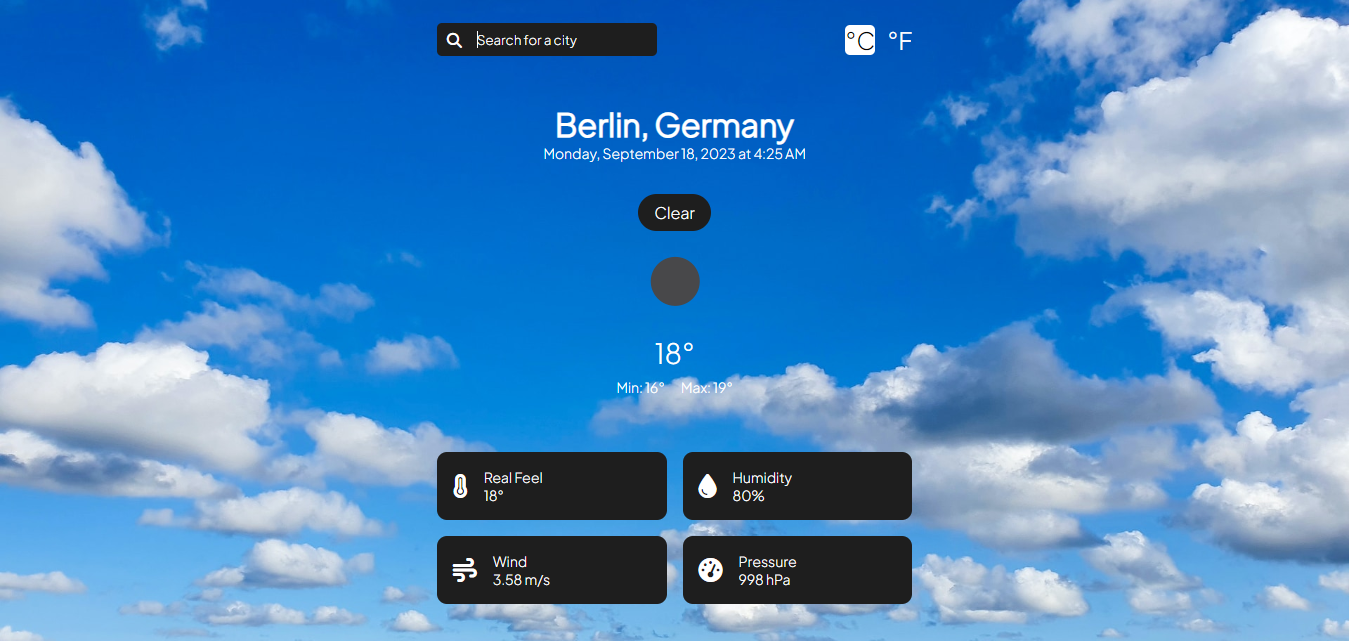 Search for a city
°C °F
Berlin, Germany
Monday, September 18, 2023 at 4:25 AM
Clear
18°
Min: 16° Max: 19°
Real Feel
18°
Humidity
80%
Wind
3.58 m/s
Pressure
998 hPa